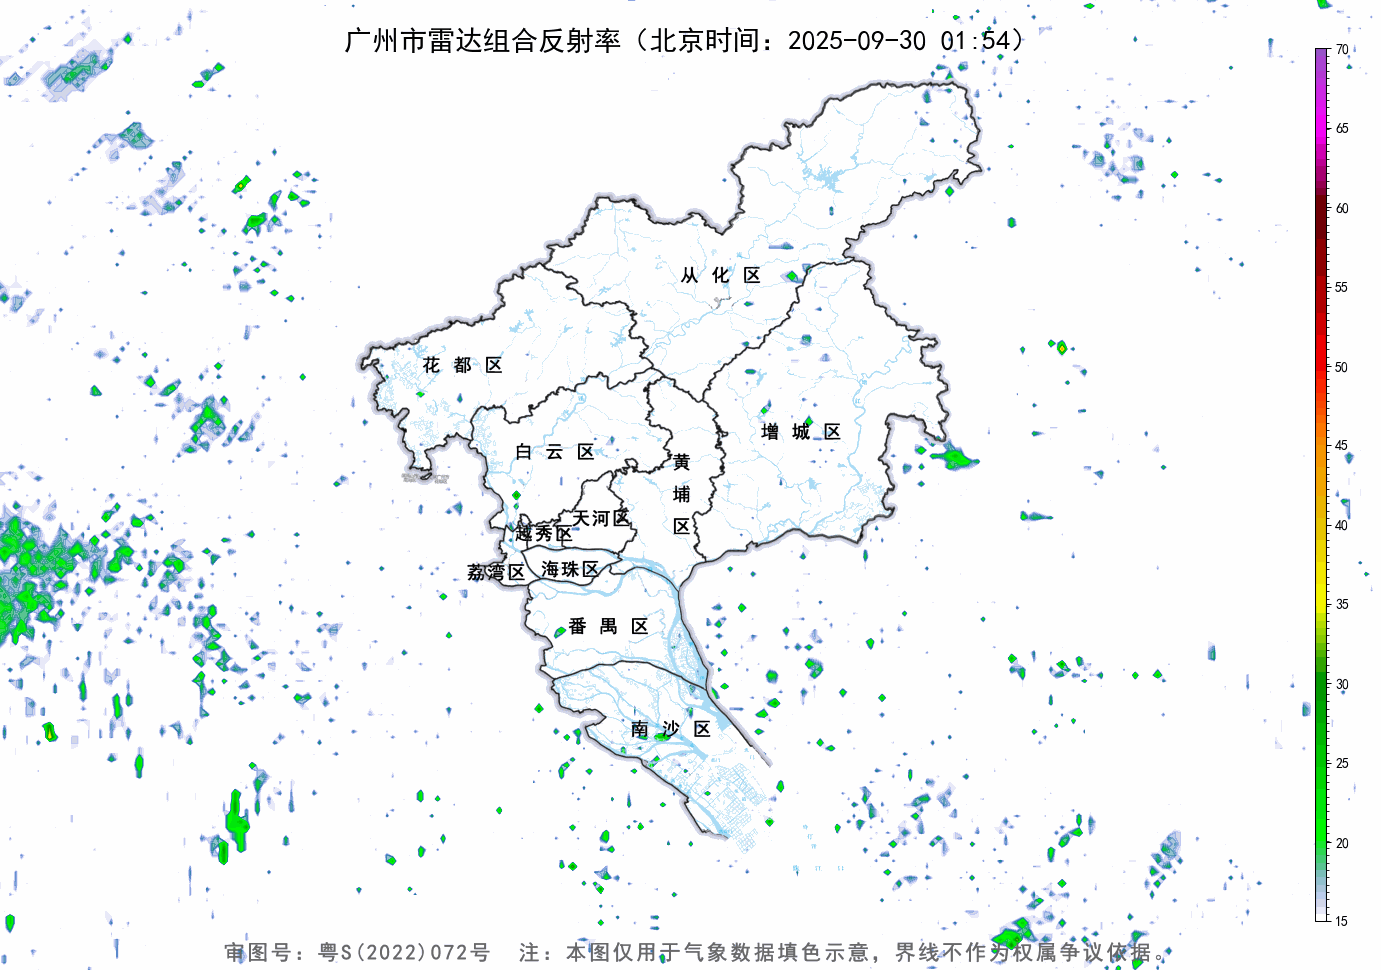 广州市雷达组合反射率（北京时间：2025-09-30 01:54）
70
65
60
55
50
45
40
35
30
25
20
15
从化区
花都区
增城区
白云区
黄埔区
天河区
越秀区
荔湾区
海珠区
番禺区
南沙区
审图号：粤S(2022)072号 注：本图仅用于气象数据填色示意，界线不作为权属争议依据。